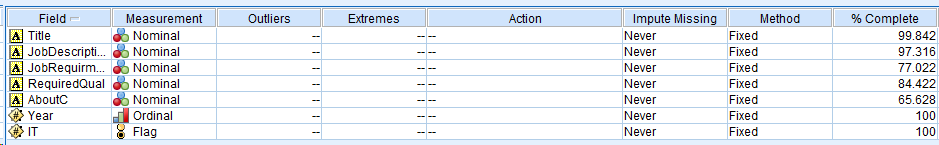 Field Measurement Outliers Extremes Action Impute Missing Method % Complete
A Title Nominal -- -- -- Never Fixed 99.842
A JobDescripti... Nominal -- -- -- Never Fixed 97.316
A JobRequirm... Nominal -- -- -- Never Fixed 77.022
A RequiredQual Nominal -- -- -- Never Fixed 84.422
A AboutC Nominal -- -- -- Never Fixed 65.628
# Year Ordinal -- -- -- Never Fixed 100
# IT Flag -- -- -- Never Fixed 100